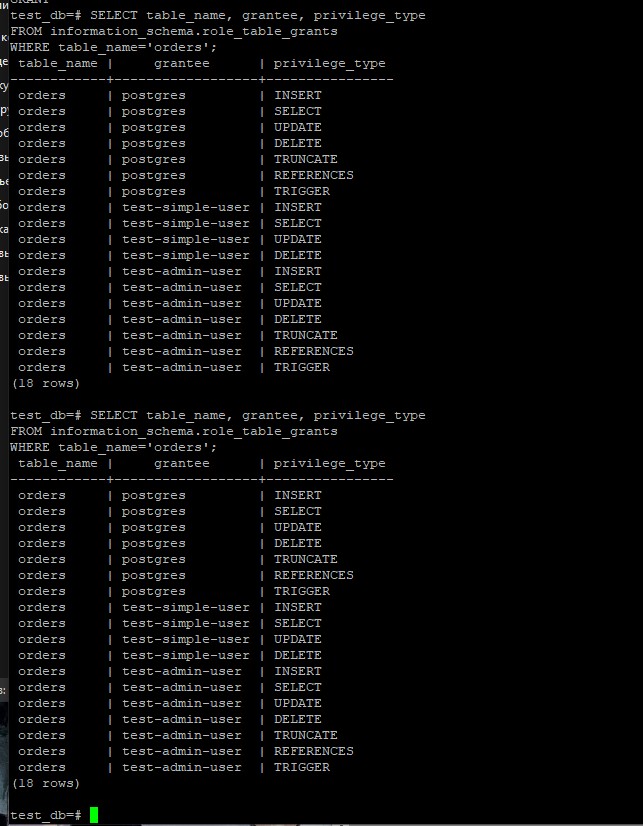 test_db=# SELECT table_name, grantee, privilege_type
FROM information_schema.role_table_grants
WHERE table_name='orders';
 table_name |     grantee      | privilege_type
------------+------------------+----------------
 orders     | postgres         | INSERT
 orders     | postgres         | SELECT
 orders     | postgres         | UPDATE
 orders     | postgres         | DELETE
 orders     | postgres         | TRUNCATE
 orders     | postgres         | REFERENCES
 orders     | postgres         | TRIGGER
 orders     | test-simple-user | INSERT
 orders     | test-simple-user | SELECT
 orders     | test-simple-user | UPDATE
 orders     | test-simple-user | DELETE
 orders     | test-admin-user  | INSERT
 orders     | test-admin-user  | SELECT
 orders     | test-admin-user  | UPDATE
 orders     | test-admin-user  | DELETE
 orders     | test-admin-user  | TRUNCATE
 orders     | test-admin-user  | REFERENCES
 orders     | test-admin-user  | TRIGGER
(18 rows)

test_db=# SELECT table_name, grantee, privilege_type
FROM information_schema.role_table_grants
WHERE table_name='orders';
 table_name |     grantee      | privilege_type
------------+------------------+----------------
 orders     | postgres         | INSERT
 orders     | postgres         | SELECT
 orders     | postgres         | UPDATE
 orders     | postgres         | DELETE
 orders     | postgres         | TRUNCATE
 orders     | postgres         | REFERENCES
 orders     | postgres         | TRIGGER
 orders     | test-simple-user | INSERT
 orders     | test-simple-user | SELECT
 orders     | test-simple-user | UPDATE
 orders     | test-simple-user | DELETE
 orders     | test-admin-user  | INSERT
 orders     | test-admin-user  | SELECT
 orders     | test-admin-user  | UPDATE
 orders     | test-admin-user  | DELETE
 orders     | test-admin-user  | TRUNCATE
 orders     | test-admin-user  | REFERENCES
 orders     | test-admin-user  | TRIGGER
(18 rows)

test_db=#